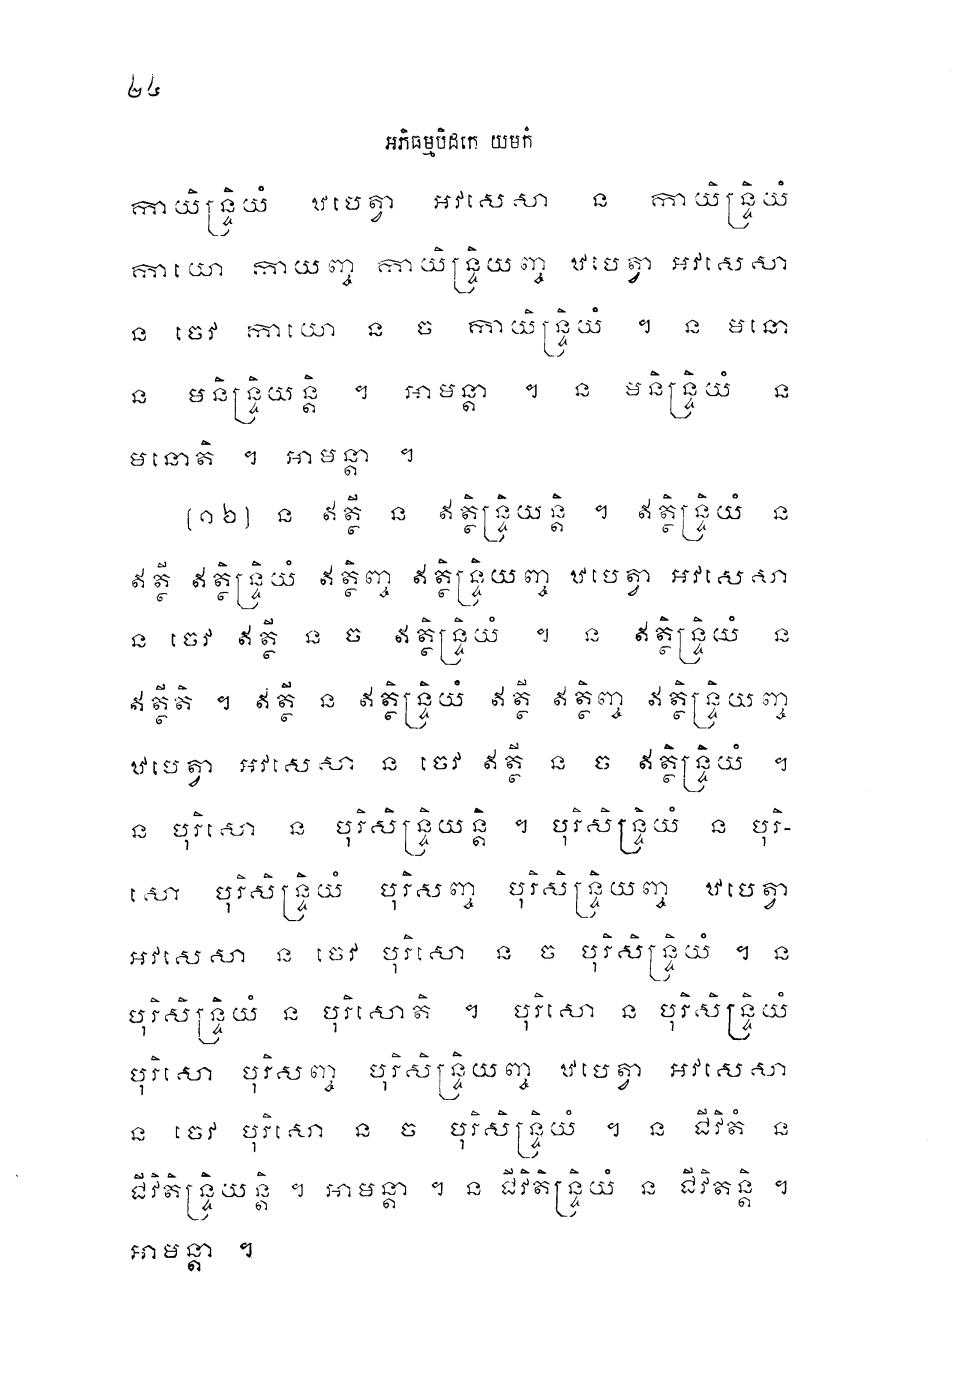 ២៤
អភិធម្មបិដកេ យមកំ
កាយិន្ទ្រិយំ ឋបេត្វា អវសេសា ន កាយិន្ទ្រិយំ
កាយោ កាយញ្ច កាយិន្ទ្រិយញ្ច ឋបេត្វា អវសេសា
ន ចេវ កាយោ ន ច កាយិន្ទ្រិយំ ។ ន មនោ
ន មនិន្ទ្រិយន្តិ ។ អាមន្តា ។ ន មនិន្ទ្រិយំ ន
មនោតិ ។ អាមន្តា ។
(១៦) ន ឥត្ថី ន ឥត្ថិន្ទ្រិយន្តិ ។ ឥត្ថិន្ទ្រិយំ ន
ឥត្ថី ឥត្ថិន្ទ្រិយំ ឥត្ថិញ្ច ឥត្ថិន្ទ្រិយញ្ច ឋបេត្វា អវសេសា
ន ចេវ ឥត្ថី ន ច ឥត្ថិន្ទ្រិយំ ។ ន ឥត្ថិន្ទ្រិយំ ន
ឥត្ថីតិ ។ ឥត្ថី ន ឥត្ថិន្ទ្រិយំ ឥត្ថី ឥត្ថិញ្ច ឥត្ថិន្ទ្រិយញ្ច
ឋបេត្វា អវសេសា ន ចេវ ឥត្ថី ន ច ឥត្ថិន្ទ្រិយំ ។
ន បុរិសោ ន បុរិសិន្ទ្រិយន្តិ ។ បុរិសិន្ទ្រិយំ ន បុរិ-
សោ បុរិសិន្ទ្រិយំ បុរិសញ្ច បុរិសិន្ទ្រិយញ្ច ឋបេត្វា
អវសេសា ន ចេវ បុរិសោ ន ច បុរិសិន្ទ្រិយំ ។ ន
បុរិសិន្ទ្រិយំ ន បុរិសោតិ ។ បុរិសោ ន បុរិសិន្ទ្រិយំ
បុរិសោ បុរិសញ្ច បុរិសិន្ទ្រិយញ្ច ឋបេត្វា អវសេសា
ន ចេវ បុរិសោ ន ច បុរិសិន្ទ្រិយំ ។ ន ជីវិតំ ន
ជីវិតិន្ទ្រិយន្តិ ។ អាមន្តា ។ ន ជីវិតិន្ទ្រិយំ ន ជីវិតន្តិ ។
អាមន្តា ។